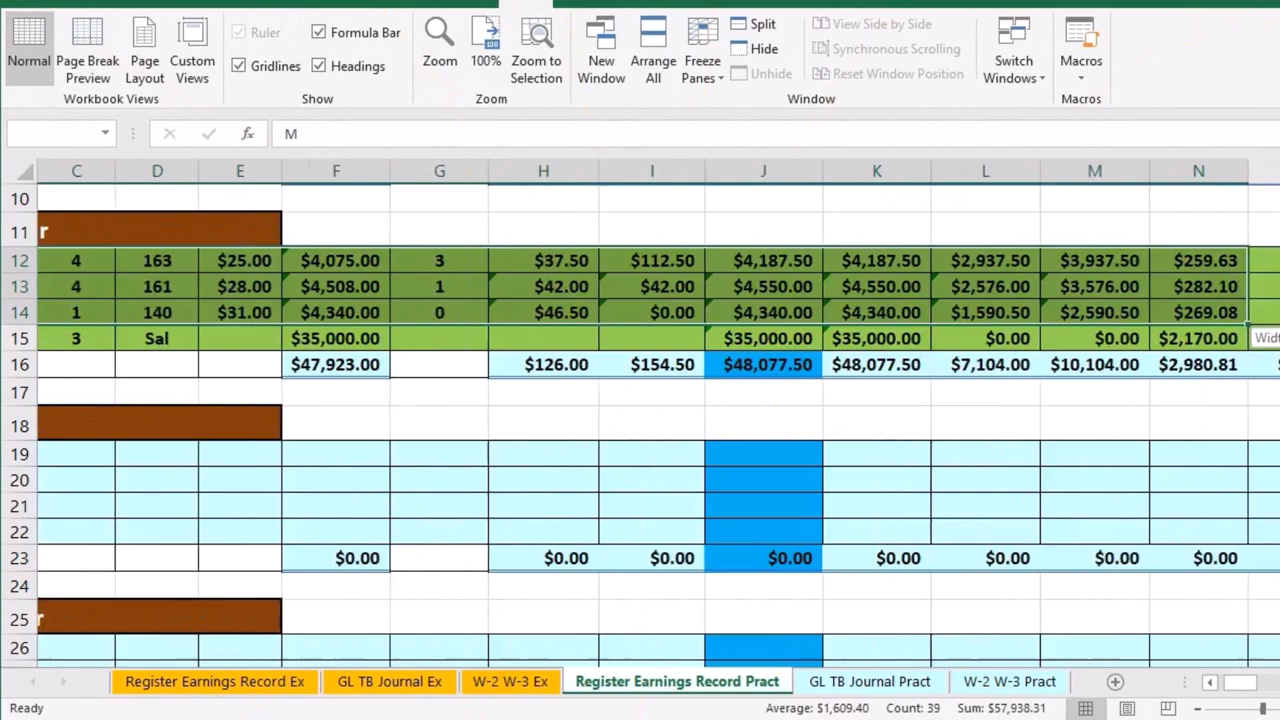 Normal
Page Break Preview
Page Layout
Custom Views
Workbook Views
Ruler
Formula Bar
Gridlines
Headings
Show
Zoom
100
100%
Zoom to Selection
Zoom
New Window
Arrange All
Freeze Panes
Split
Hide
Unhide
View Side by Side
Synchronous Scrolling
Reset Window Position
Window
Switch Windows
Macros
Macros
fx M
C D E F G H I J K L M N
10
11 r
12 4 163 $25.00 $4,075.00 3 $37.50 $112.50 $4,187.50 $4,187.50 $2,937.50 $3,937.50 $259.63
13 4 161 $28.00 $4,508.00 1 $42.00 $42.00 $4,550.00 $4,550.00 $2,576.00 $3,576.00 $282.10
14 1 140 $31.00 $4,340.00 0 $46.50 $0.00 $4,340.00 $4,340.00 $1,590.50 $2,590.50 $269.08
15 3 Sal $35,000.00 $35,000.00 $35,000.00 $0.00 $0.00 $2,170.00 Widt
16 $47,923.00 $126.00 $154.50 $48,077.50 $48,077.50 $7,104.00 $10,104.00 $2,980.81
17
18
19
20
21
22
23 $0.00 $0.00 $0.00 $0.00 $0.00 $0.00 $0.00 $0.00
24
25 r
26
Register Earnings Record Ex GL TB Journal Ex W-2 W-3 Ex Register Earnings Record Pract GL TB Journal Pract W-2 W-3 Pract
Ready Average: $1,609.40 Count: 39 Sum: $57,938.31